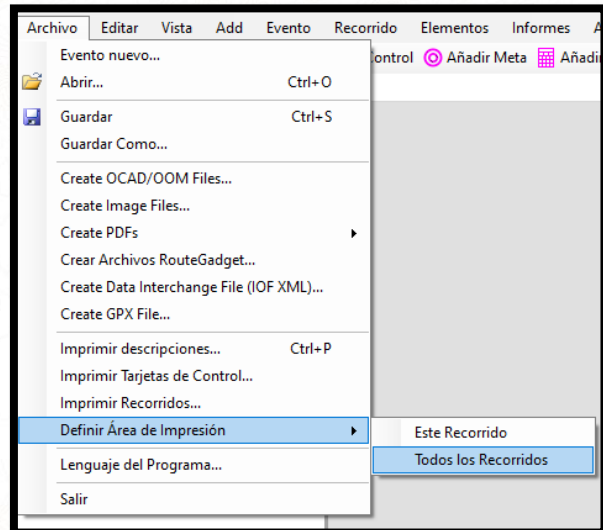 Archivo Editar Vista Add Evento Recorrido Elementos Informes
Evento nuevo...
Control Añadir Meta
Abrir... Ctrl+O
Guardar Ctrl+S
Guardar Como...
Create OCAD/OOM Files...
Create Image Files...
Create PDFs
Crear Archivos RouteGadget...
Create Data Interchange File (IOF XML)...
Create GPX File...
Imprimir descripciones... Ctrl+P
Imprimir Tarjetas de Control...
Imprimir Recorridos...
Definir Área de Impresión
Este Recorrido
Lenguaje del Programa...
Todos los Recorridos
Salir